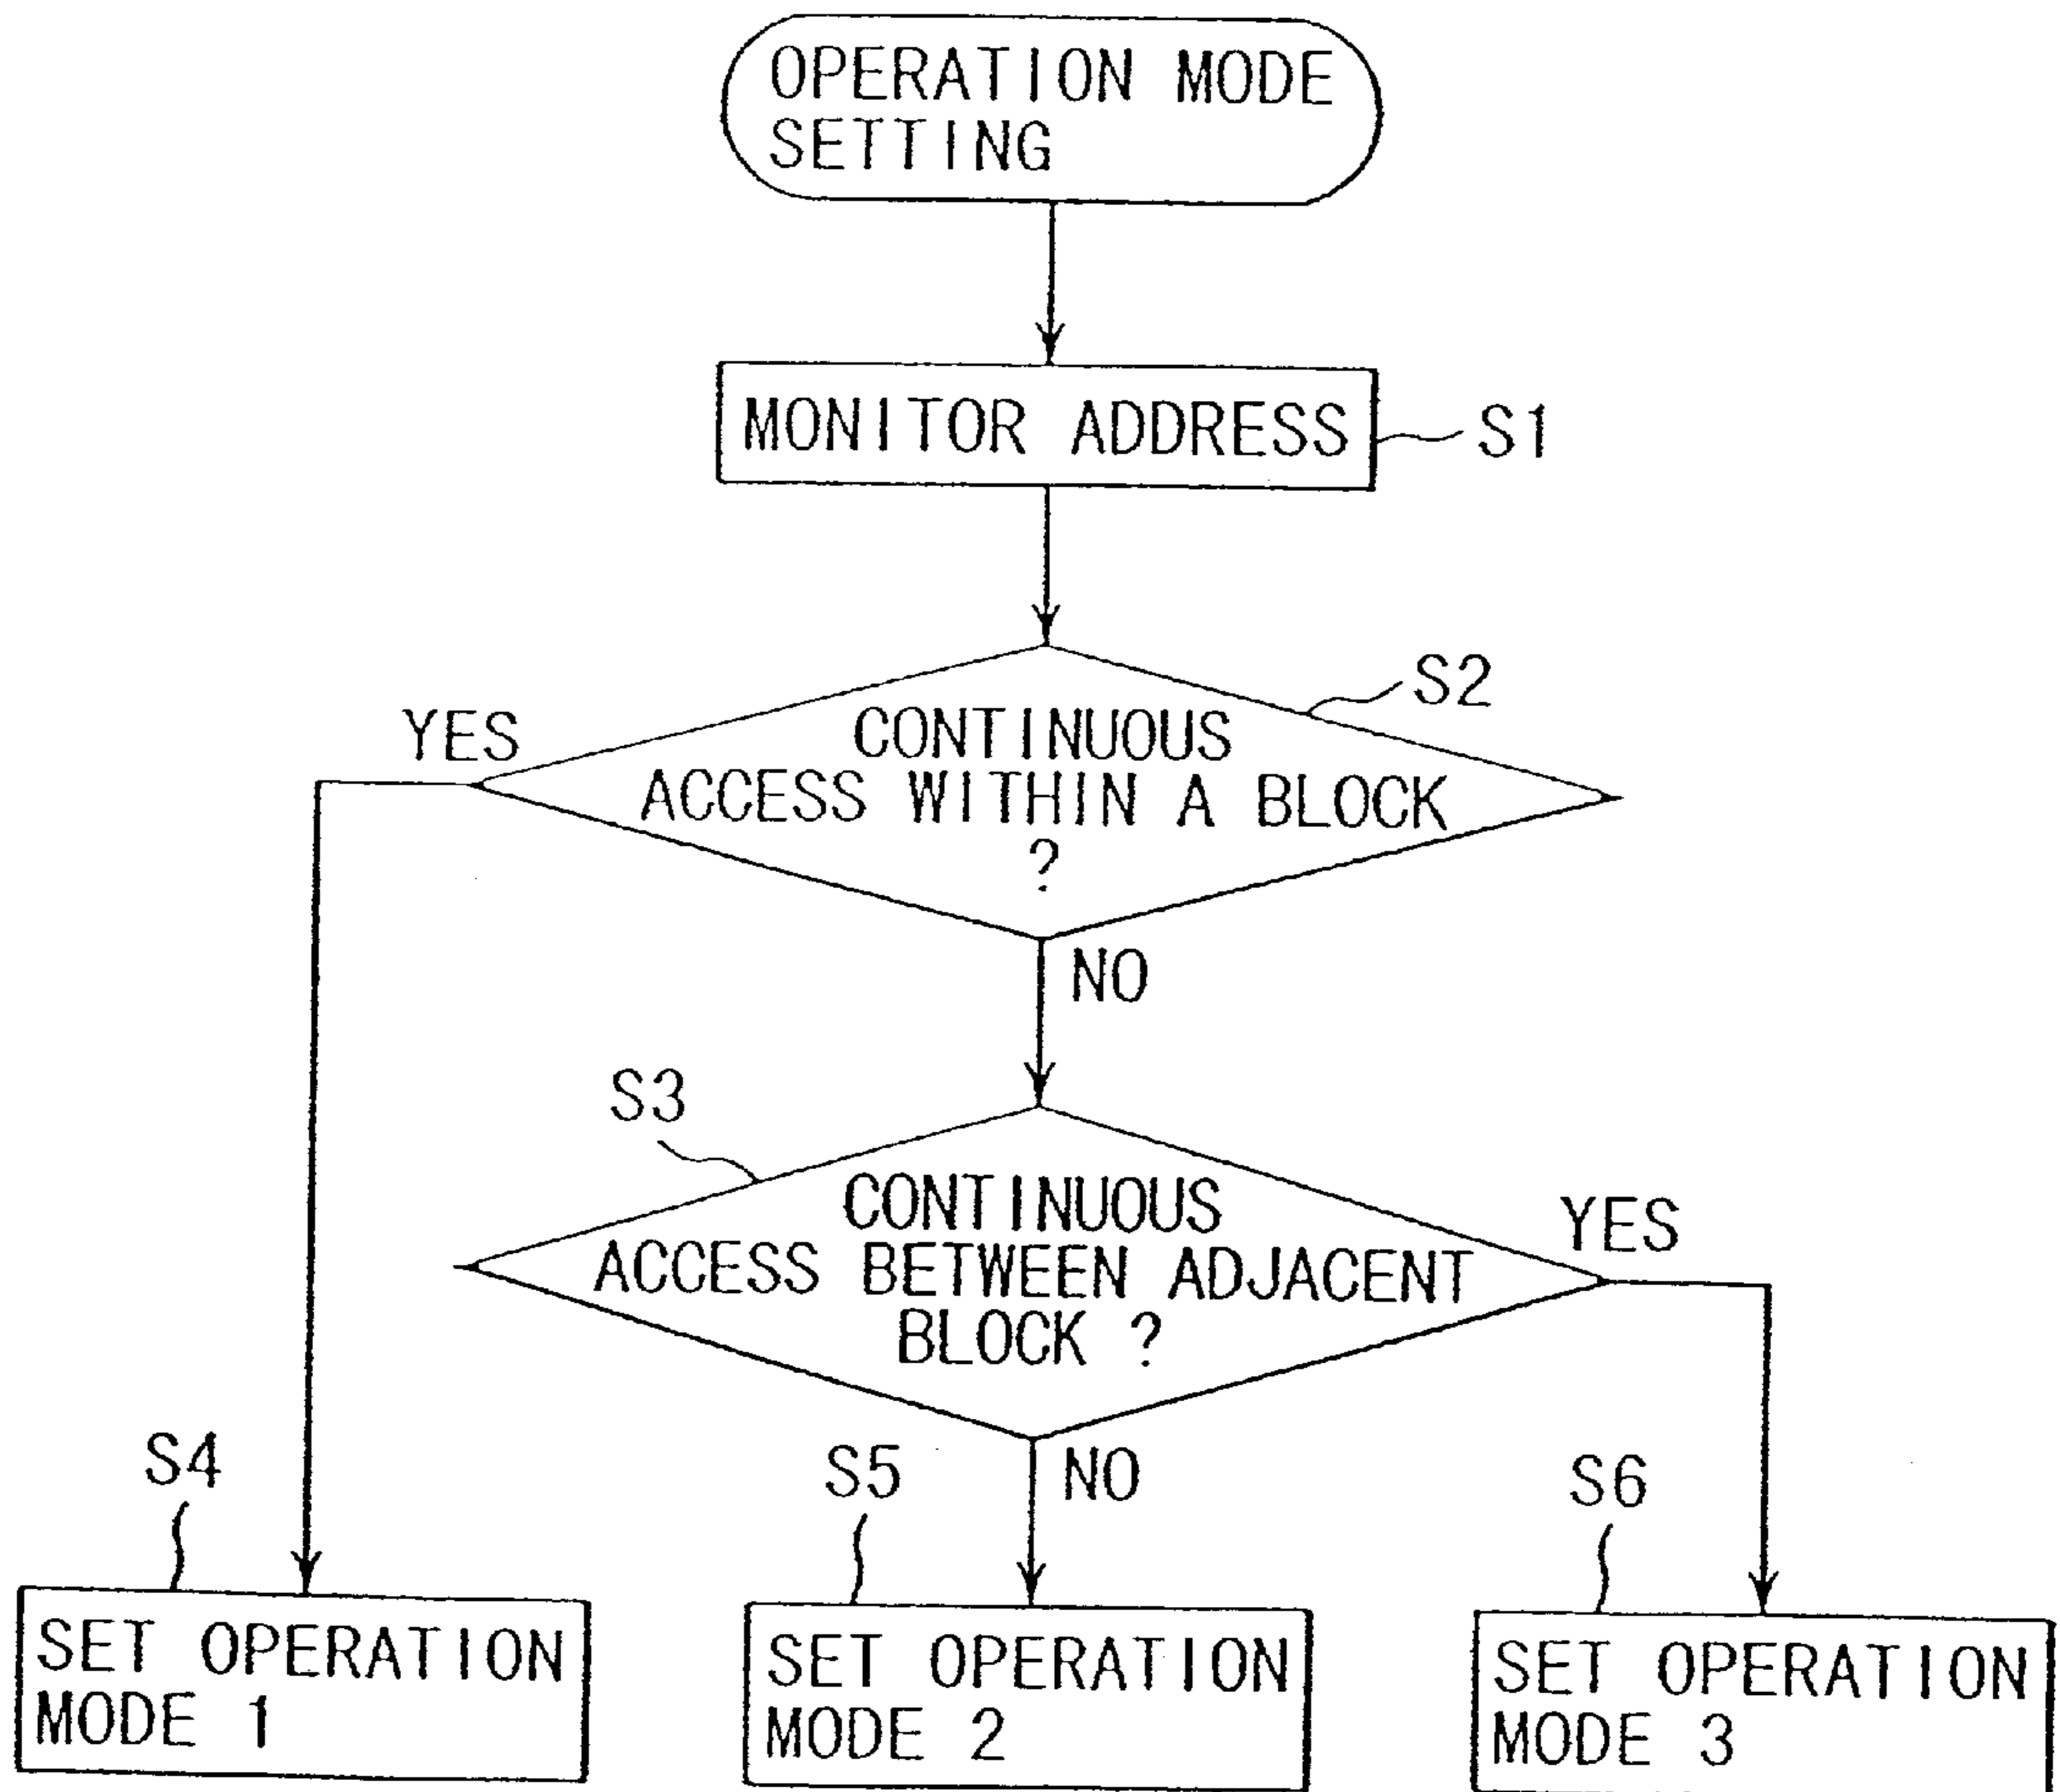 OPERATION MODE
SETTING
MONITOR ADDRESS
S1
S2
YES
CONTINUOUS
ACCESS WITHIN A BLOCK
?
NO
S3
CONTINUOUS
ACCESS BETWEEN ADJACENT
BLOCK ?
YES
NO
S4
SET OPERATION
MODE 1
S5
SET OPERATION
MODE 2
S6
SET OPERATION
MODE 3